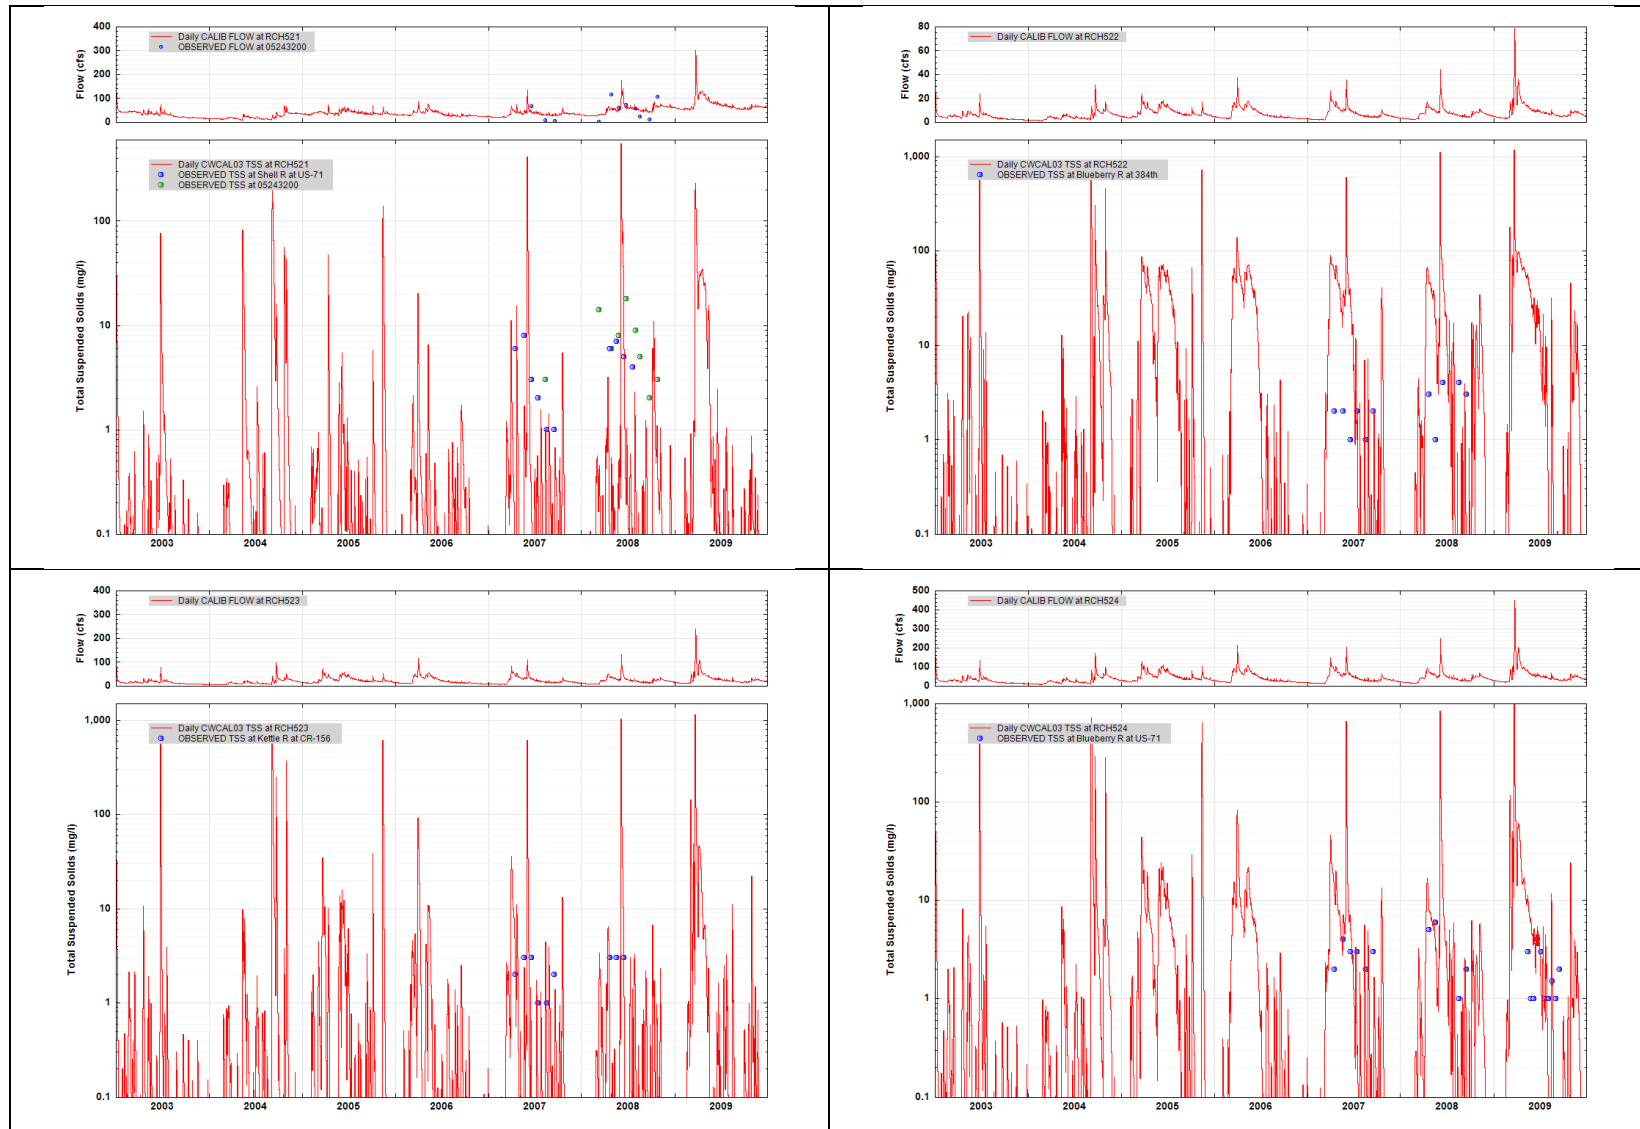 400
300
200
100
0
Flow (cfs)
Daily CALIB FLOW at RCH521
OBSERVED FLOW at 05243200
100
10
1
0.1
Total Suspended Solids (mg/l)
Daily CWCAL03 TSS at RCH521
OBSERVED TSS at Shell R at US-71
OBSERVED TSS at 05243200
2003 2004 2005 2006 2007 2008 2009
80
60
40
20
0
Flow (cfs)
Daily CALIB FLOW at RCH522
1,000
100
10
1
0.1
Total Suspended Solids (mg/l)
Daily CWCAL03 TSS at RCH522
OBSERVED TSS at Blueberry R at 384th
2003 2004 2005 2006 2007 2008 2009
400
300
200
100
0
Flow (cfs)
Daily CALIB FLOW at RCH523
1,000
100
10
1
0.1
Total Suspended Solids (mg/l)
Daily CWCAL03 TSS at RCH523
OBSERVED TSS at Kettle R at CR-156
2003 2004 2005 2006 2007 2008 2009
500
400
300
200
100
0
Flow (cfs)
Daily CALIB FLOW at RCH524
1,000
100
10
1
0.1
Total Suspended Solids (mg/l)
Daily CWCAL03 TSS at RCH524
OBSERVED TSS at Blueberry R at US-71
2003 2004 2005 2006 2007 2008 2009